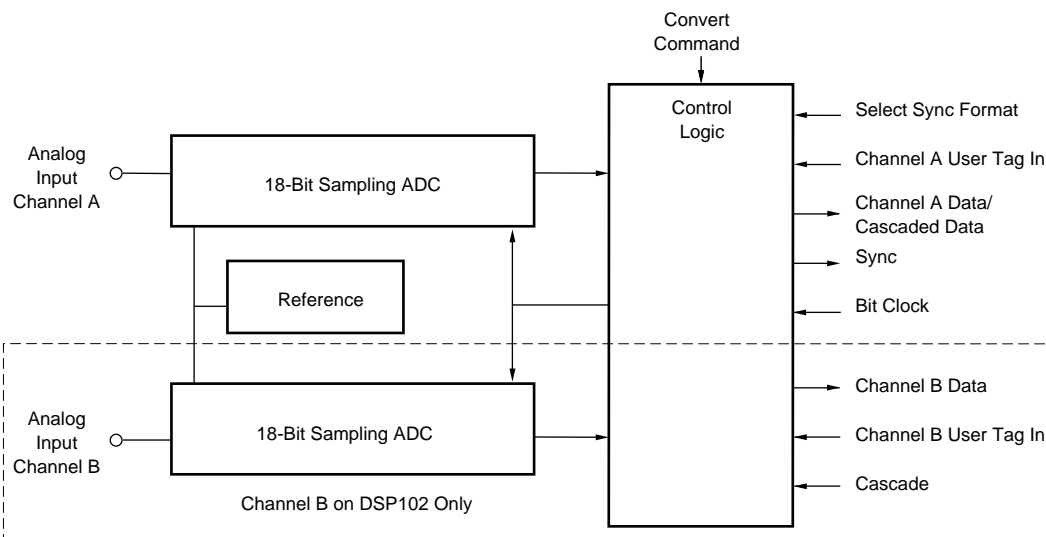 Convert
Command
Control
Logic
Analog
Input
Channel A
18-Bit Sampling ADC
Reference
Select Sync Format
Channel A User Tag In
Channel A Data/
Cascaded Data
Sync
Bit Clock
Analog
Input
Channel B
18-Bit Sampling ADC
Channel B on DSP102 Only
Channel B Data
Channel B User Tag In
Cascade